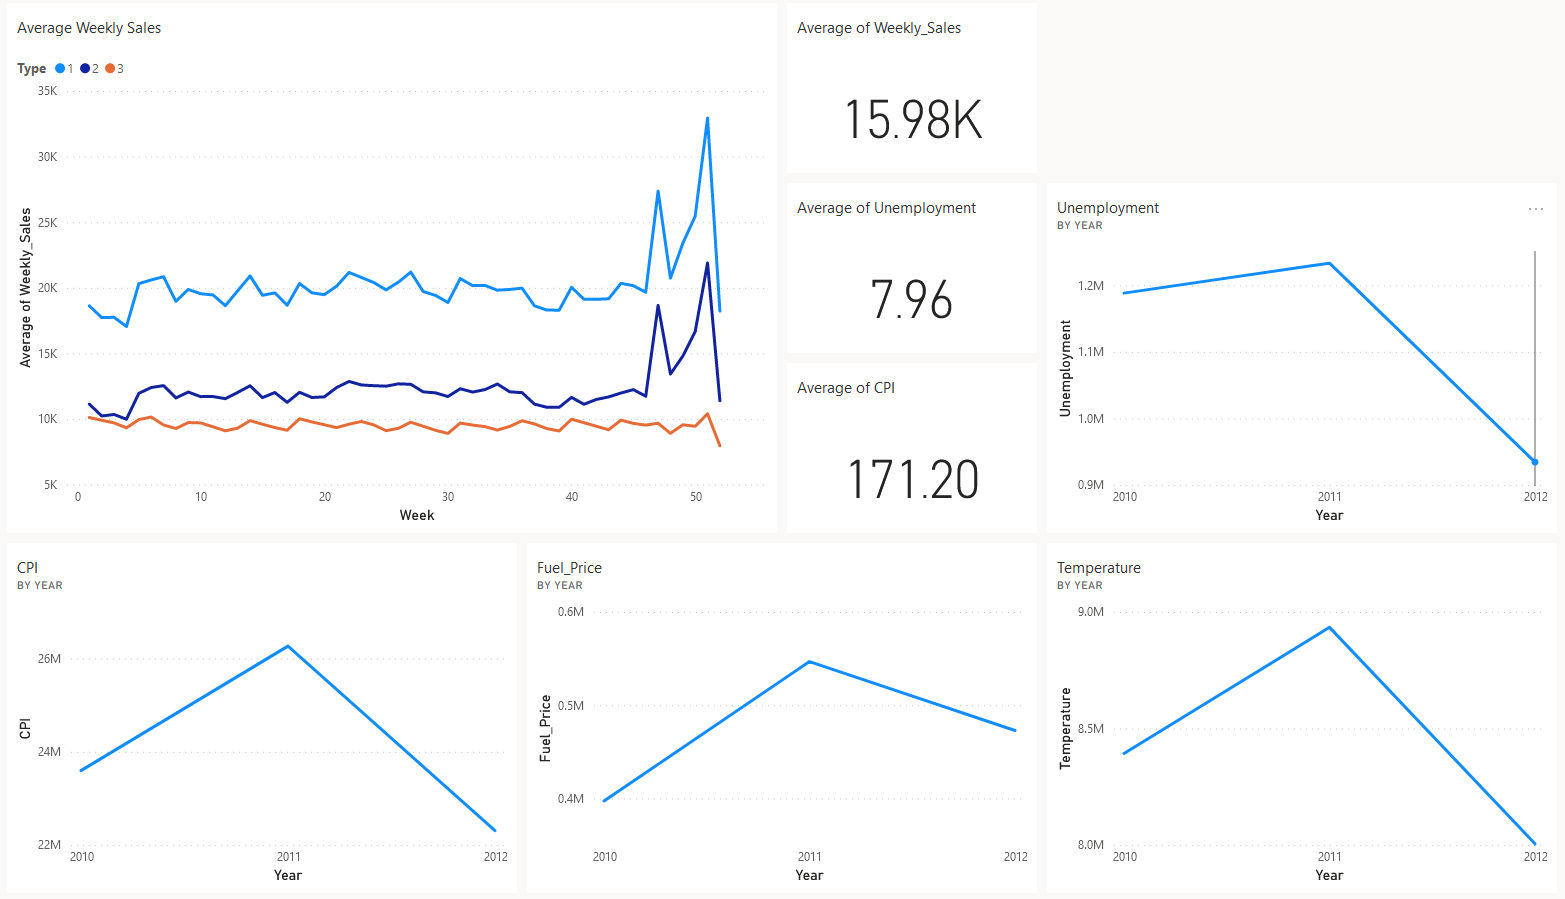 Average Weekly Sales
Type 1 2 3
35K
30K
25K
20K
15K
10K
5K
Average of Weekly_Sales
0 10 20 30 40 50
Week
Average of Weekly_Sales
15.98K
Average of Unemployment
7.96
Average of CPI
171.20
Unemployment
BY YEAR
...
1.2M
1.1M
1.0M
0.9M
Unemployment
2010 2011 2012
Year
CPI
BY YEAR
26M
24M
22M
CPI
2010 2011 2012
Year
Fuel_Price
BY YEAR
0.6M
0.5M
0.4M
Fuel_Price
2010 2011 2012
Year
Temperature
BY YEAR
9.0M
8.5M
8.0M
Temperature
2010 2011 2012
Year